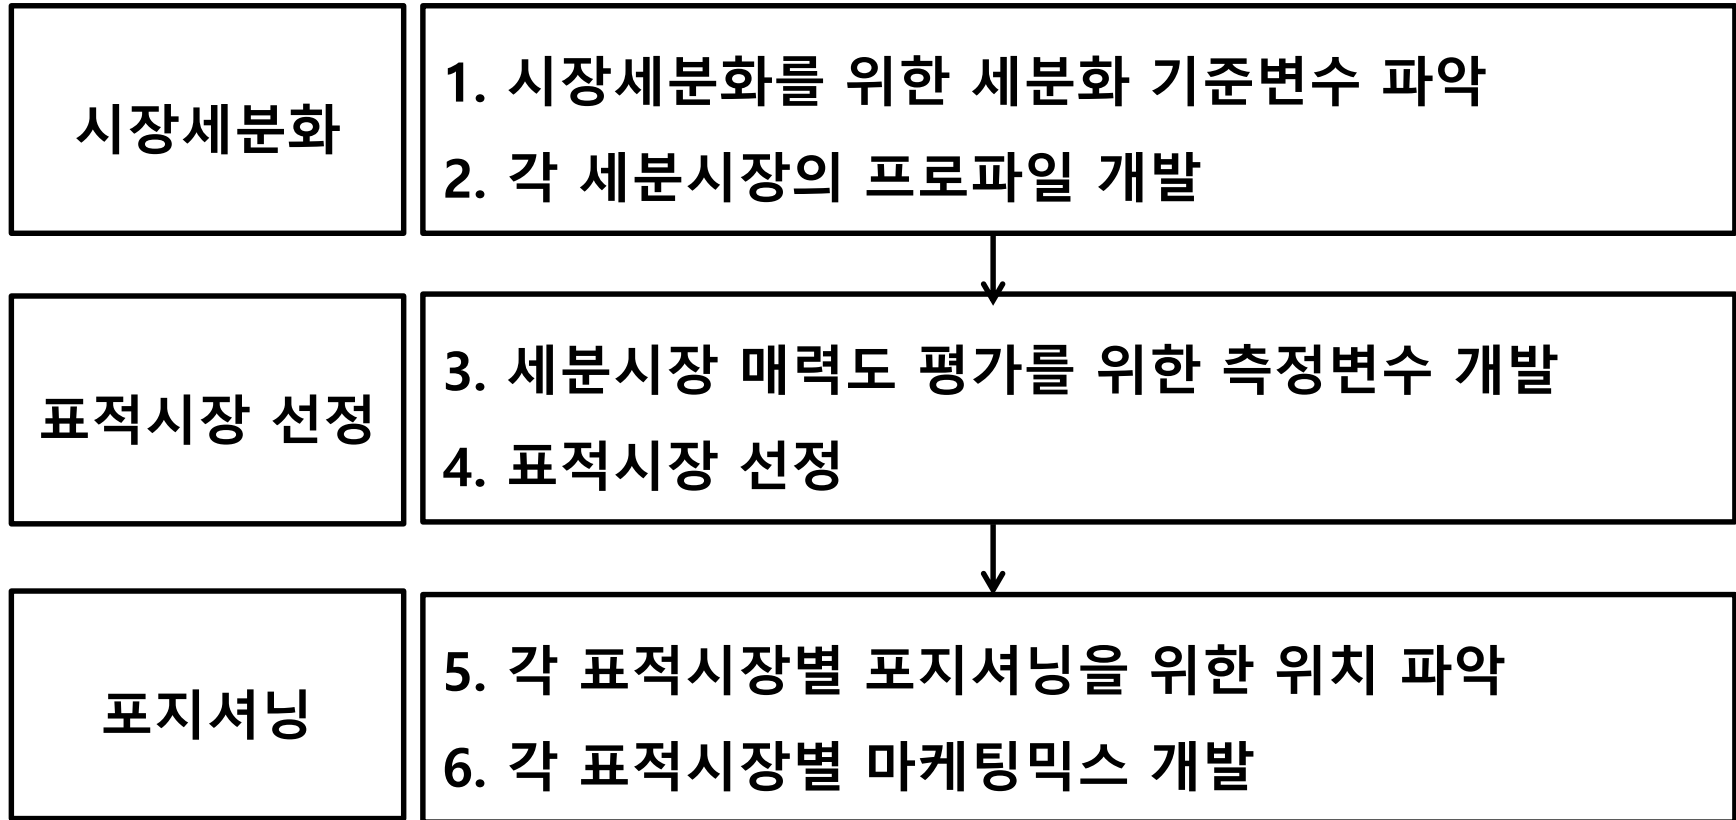 시장세분화
1. 시장세분화를 위한 세분화 기준변수 파악
2. 각 세분시장의 프로파일 개발
표적시장 선정
3. 세분시장 매력도 평가를 위한 측정변수 개발
4. 표적시장 선정
포지셔닝
5. 각 표적시장별 포지셔닝을 위한 위치 파악
6. 각 표적시장별 마케팅믹스 개발